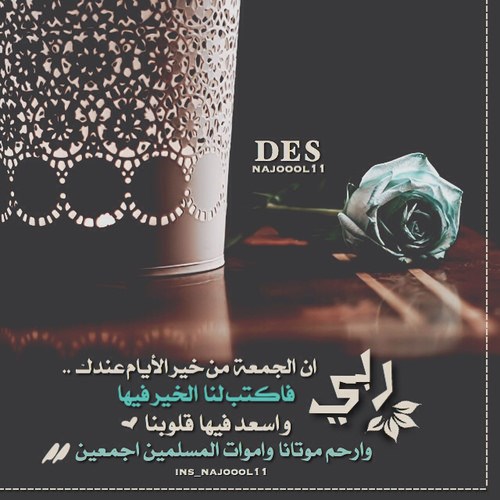 DES
NAJOOOL11
ربي
ان الجمعة من خير الأيام عندك ..
فاكتب لنا الخير فيها
واسعد فيها قلوبنا
وارحم موتانا واموات المسلمين اجمعين
INS_NAJOOOL11